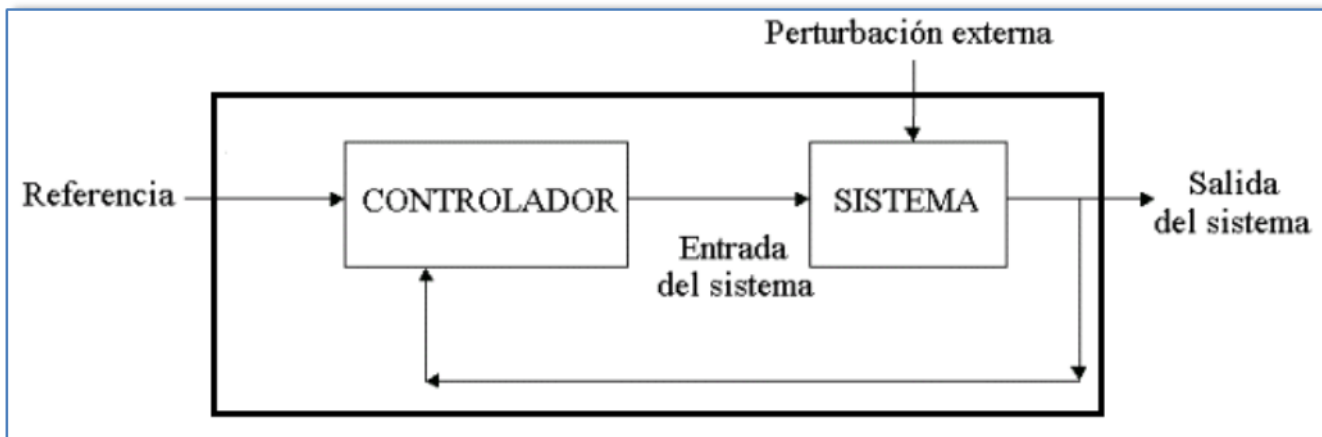 Perturbación externa
Referencia
CONTROLADOR
SISTEMA
Salida
del sistema
Entrada
del sistema